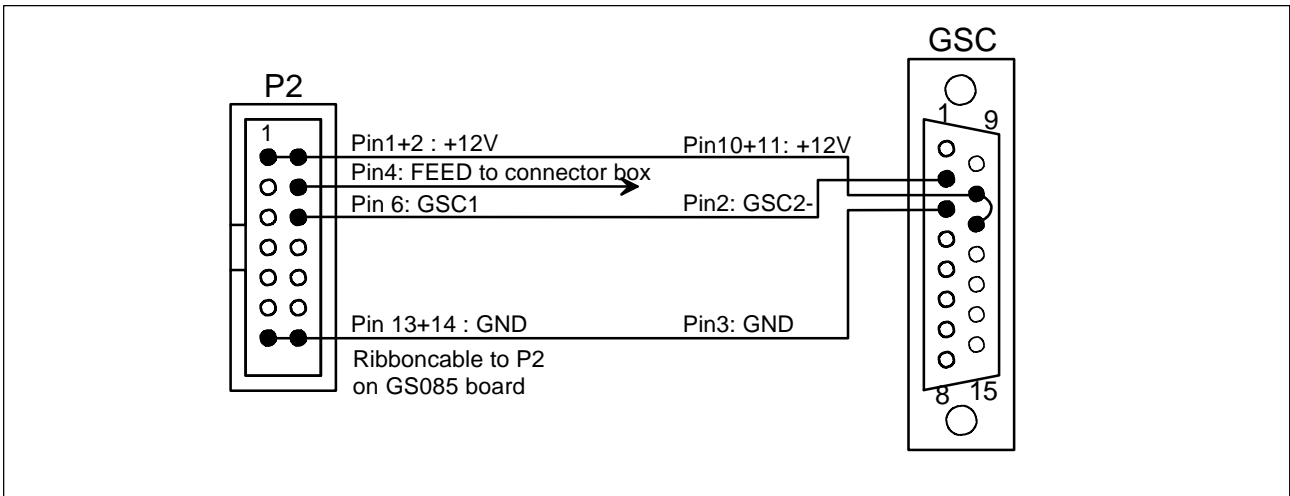 GSC
P2
1
9
1
Pin1+2 : +12V
Pin10+11: +12V
Pin4: FEED to connector box
Pin 6: GSC1
Pin2: GSC2-
Pin 13+14 : GND
Pin3: GND
Ribboncable to P2
on GS085 board
8
15